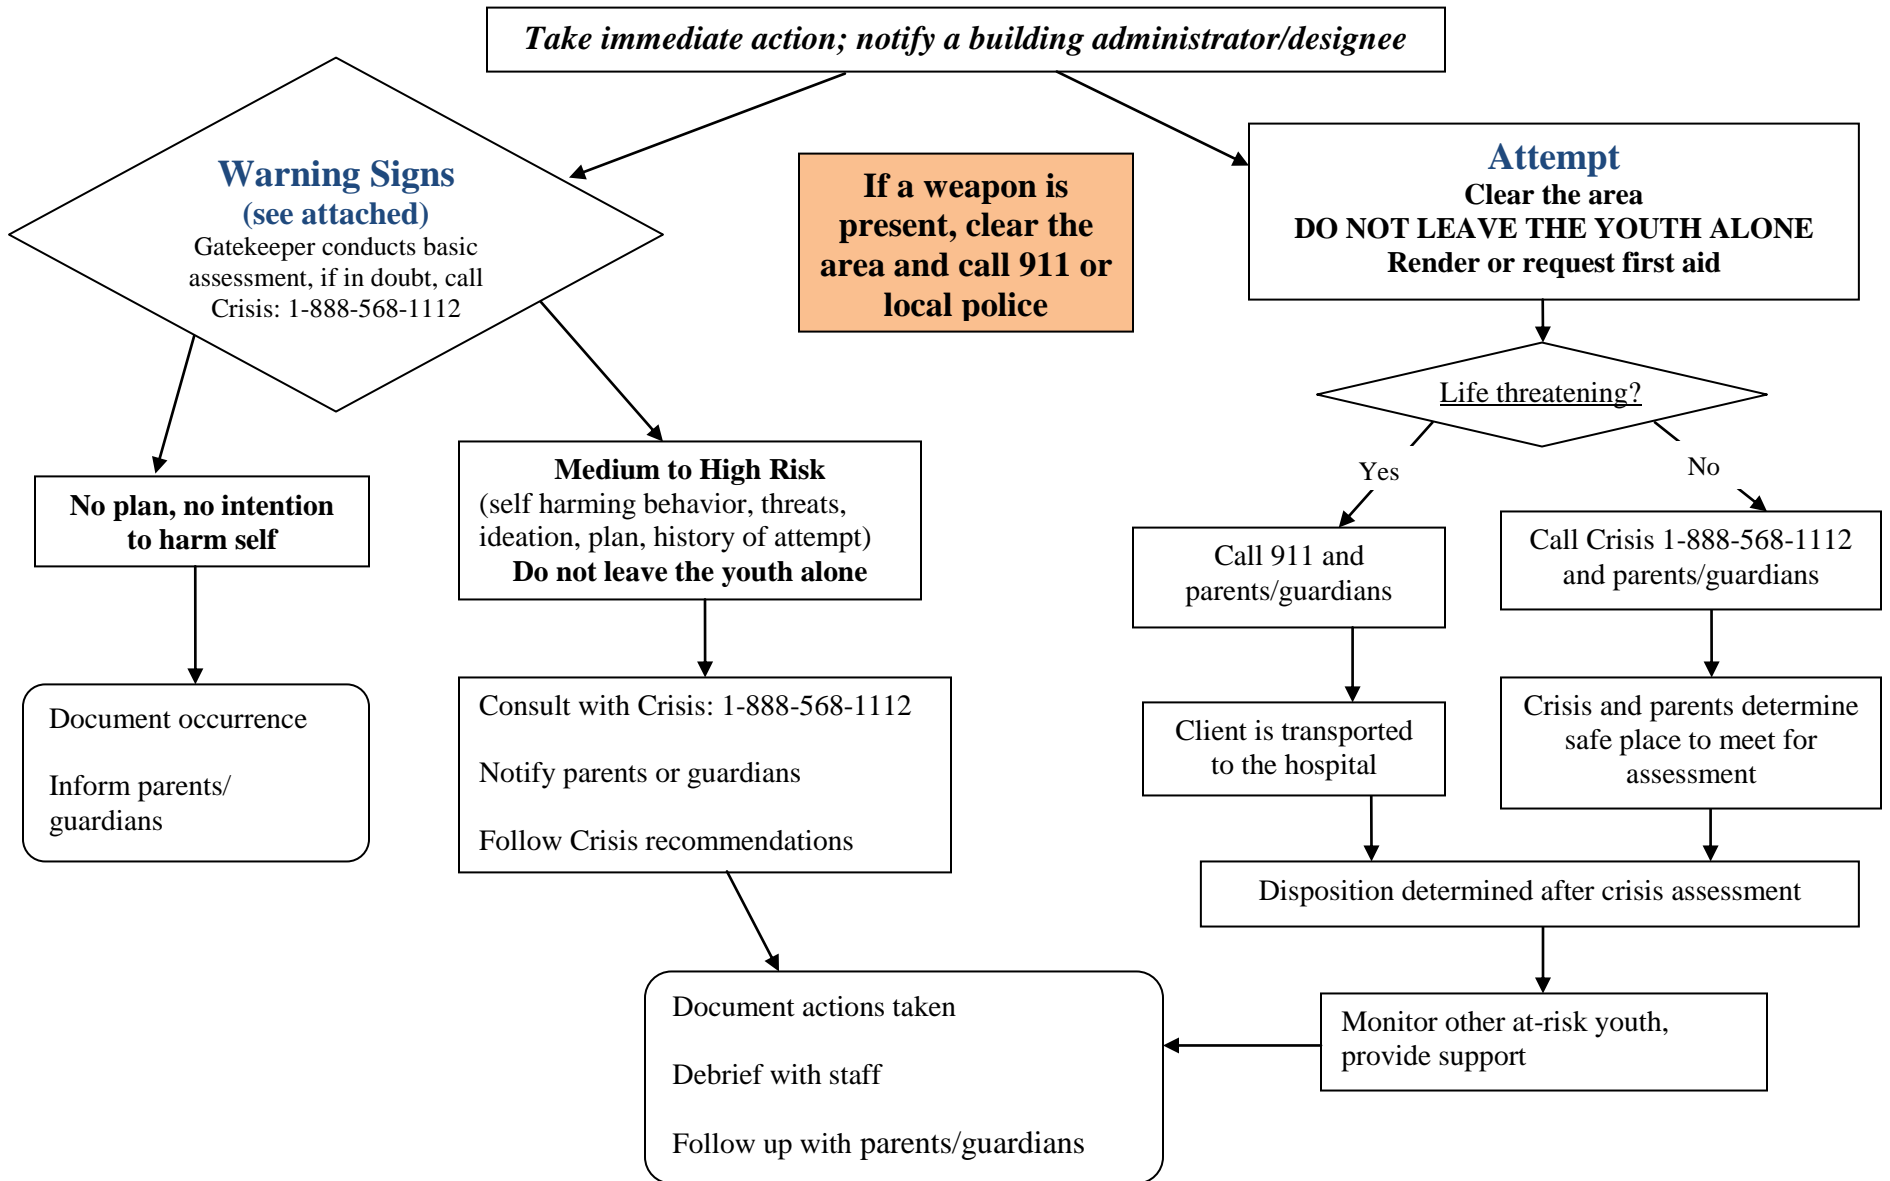 Take immediate action; notify a building administrator/designee
Warning Signs
(see attached)
Gatekeeper conducts basic
assessment, if in doubt, call
Crisis: 1-888-568-1112
If a weapon is
present, clear the
area and call 911 or
local police
Attempt
Clear the area
DO NOT LEAVE THE YOUTH ALONE
Render or request first aid
Life threatening?
Yes
No
No plan, no intention
to harm self
Medium to High Risk
(self harming behavior, threats,
ideation, plan, history of attempt)
Do not leave the youth alone
Call 911 and
parents/guardians
Call Crisis 1-888-568-1112
and parents/guardians
Document occurrence
Inform parents/
guardians
Consult with Crisis: 1-888-568-1112
Notify parents or guardians
Follow Crisis recommendations
Client is transported
to the hospital
Crisis and parents determine
safe place to meet for
assessment
Disposition determined after crisis assessment
Monitor other at-risk youth,
provide support
Document actions taken
Debrief with staff
Follow up with parents/guardians